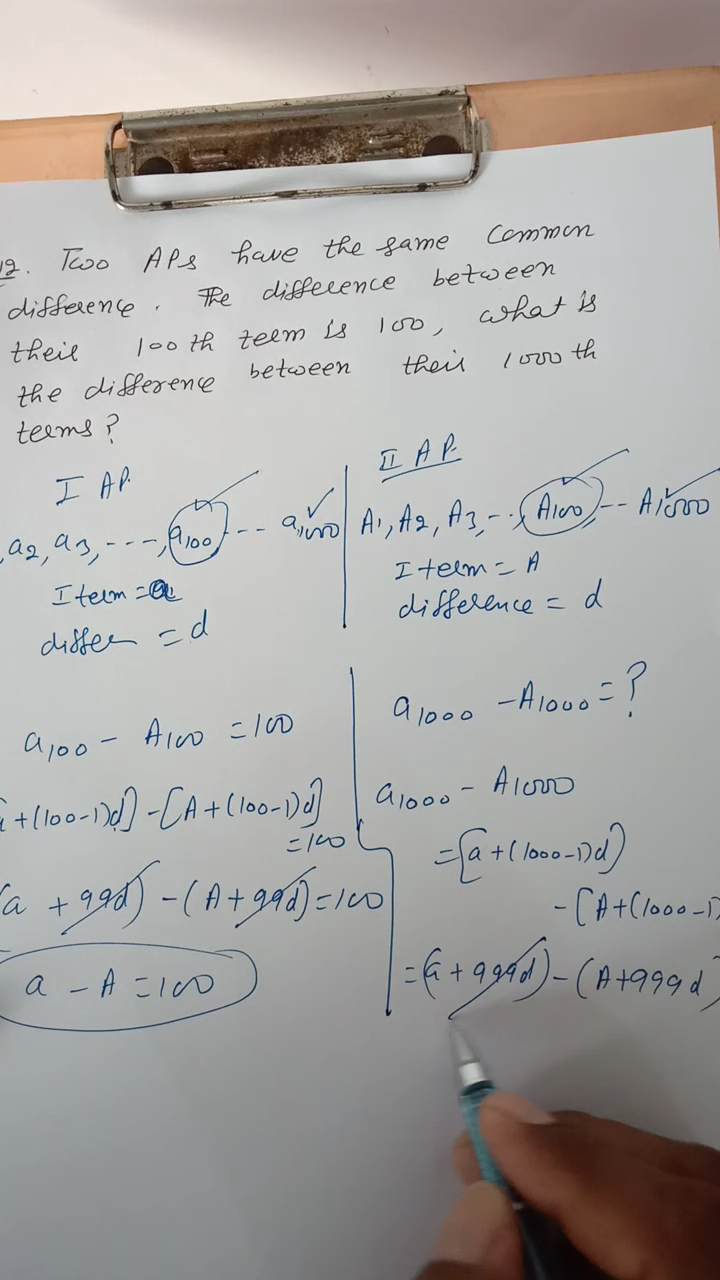 12. Two APs have the same common
difference. The difference between
their 100th term is 100, what is
the difference between their 1000th
terms?
I AP
a2, a3, ---, a100 --- a1000
I term = a
differ = d
II AP
A1, A2, A3, --, A100, --- A1000
I term = A
difference = d
a100 - A100 = 100
a + (100-1)d] - [A + (100-1)d]
= 100
(a + 99d) - (A + 99d) = 100
a - A = 100
a1000 - A1000 = ?
a1000 - A1000
= [a + (1000-1)d)
- [A + (1000-1)
= (a + 999d) - (A + 999d)